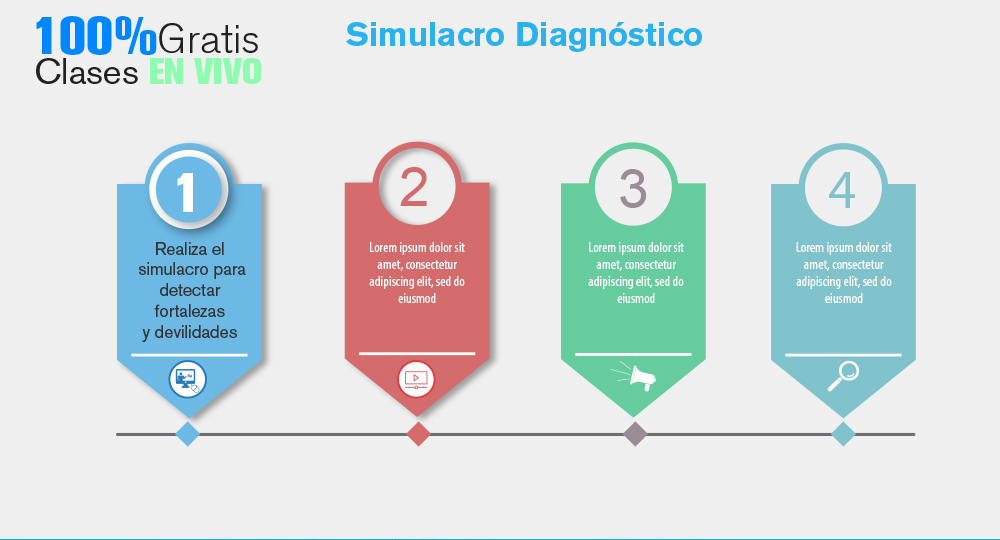 100%Gratis
Clases EN VIVO
Simulacro Diagnóstico
1
Realiza el
simulacro para
detectar
fortalezas
y devilidades
2
Lorem ipsum dolor sit
amet, consectetur
adipiscing elit, sed do
eiusmod
3
Lorem ipsum dolor sit
amet, consectetur
adipiscing elit, sed do
eiusmod
4
Lorem ipsum dolor sit
amet, consectetur
adipiscing elit, sed do
eiusmod